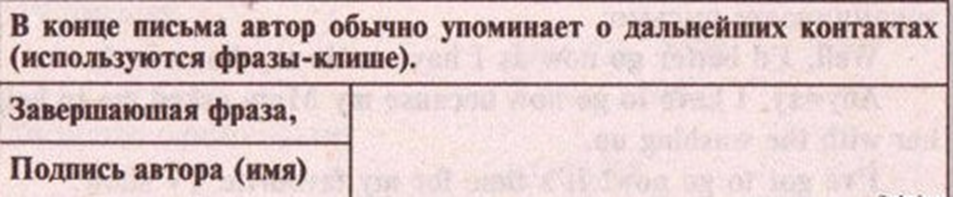 В конце письма автор обычно упоминает о дальнейших контактах
(используются фразы-клише).
Завершаюшая фраза,
Подпись автора (имя)